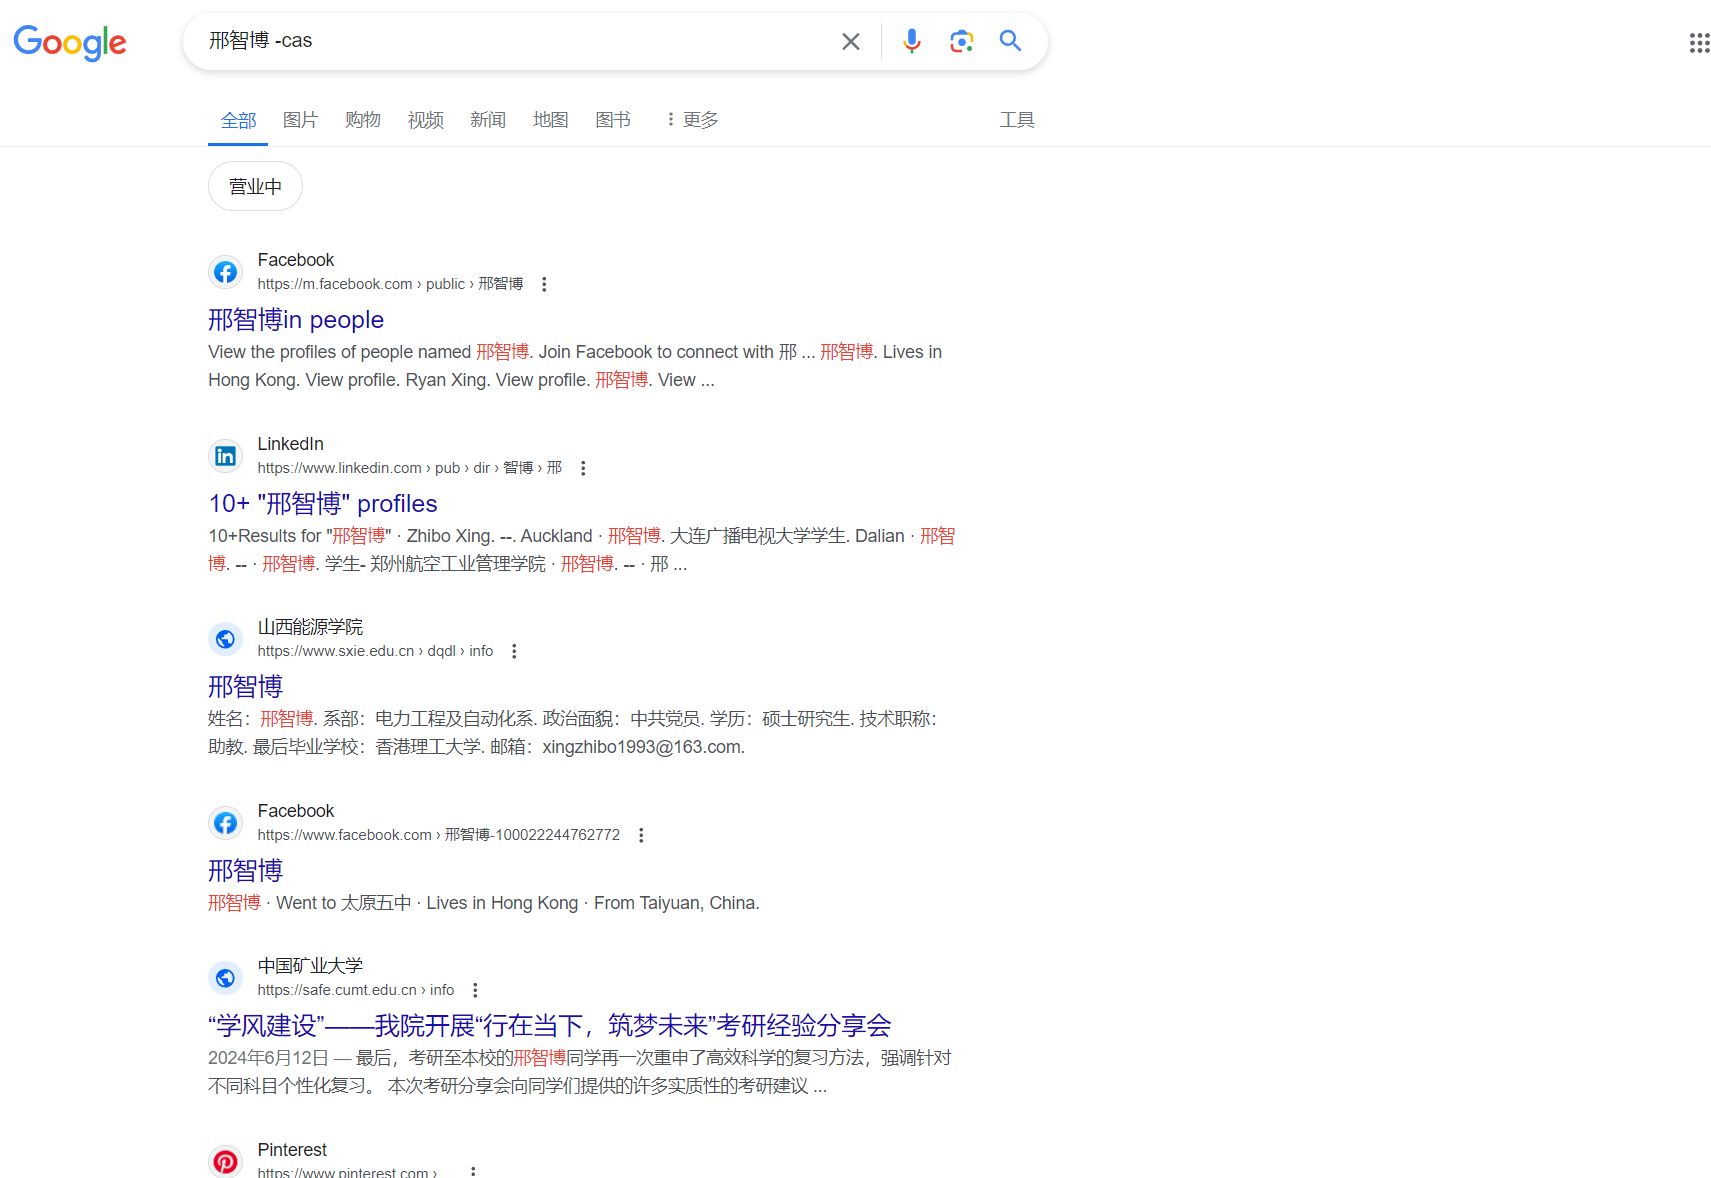 Google
邢智博 -cas
全部 图片 购物 视频 新闻 地图 图书 更多 工具
营业中
Facebook
https://m.facebook.com › public › 邢智博
邢智博in people
View the profiles of people named 邢智博. Join Facebook to connect with 邢 ... 邢智博. Lives in
Hong Kong. View profile. Ryan Xing. View profile. 邢智博. View ...
LinkedIn
https://www.linkedin.com › pub › dir › 智博 › 邢
10+ "邢智博" profiles
10+Results for "邢智博" · Zhibo Xing. --. Auckland · 邢智博. 大连广播电视大学学生. Dalian · 邢智
博. -- · 邢智博. 学生- 郑州航空工业管理学院 · 邢智博. -- · 邢 ...
山西能源学院
https://www.sxie.edu.cn › dqdl › info
邢智博
姓名：邢智博. 系部：电力工程及自动化系. 政治面貌：中共党员. 学历：硕士研究生. 技术职称：
助教. 最后毕业学校：香港理工大学. 邮箱：xingzhibo1993@163.com.
Facebook
https://www.facebook.com › 邢智博-100022244762772
邢智博
邢智博 · Went to 太原五中 · Lives in Hong Kong · From Taiyuan, China.
中国矿业大学
https://safe.cumt.edu.cn › info
“学风建设”——我院开展“行在当下，筑梦未来”考研经验分享会
2024年6月12日 — 最后，考研至本校的邢智博同学再一次重申了高效科学的复习方法，强调针对
不同科目个性化复习。 本次考研分享会向同学们提供的许多实质性的考研建议 ...
Pinterest
https://www.pinterest.com ›